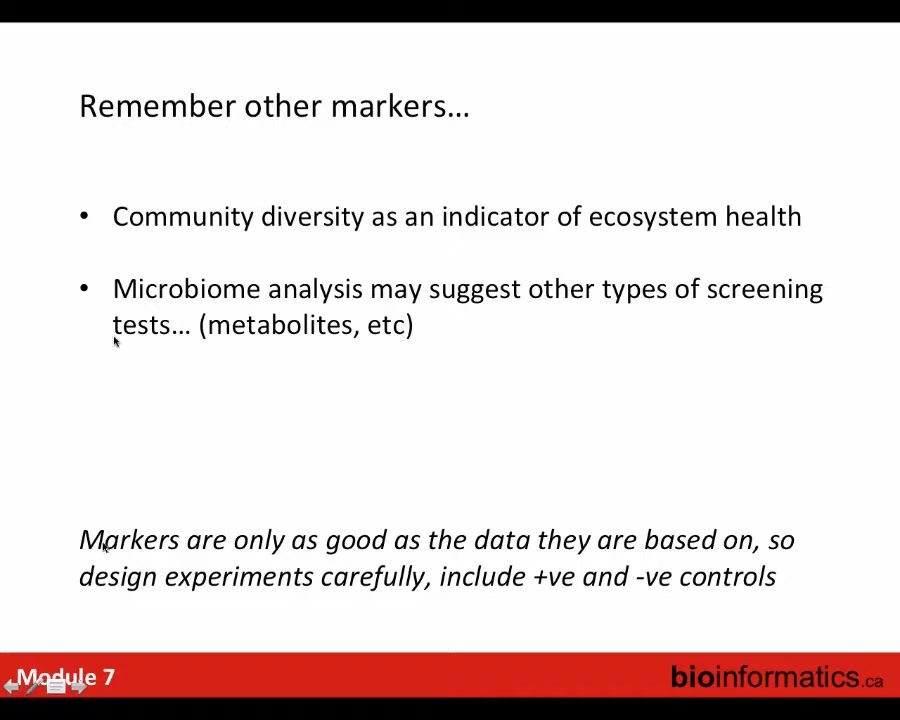 Remember other markers…
• Community diversity as an indicator of ecosystem health
• Microbiome analysis may suggest other types of screening
tests… (metabolites, etc)
Markers are only as good as the data they are based on, so
design experiments carefully, include +ve and -ve controls
Module 7
bioinformatics.ca